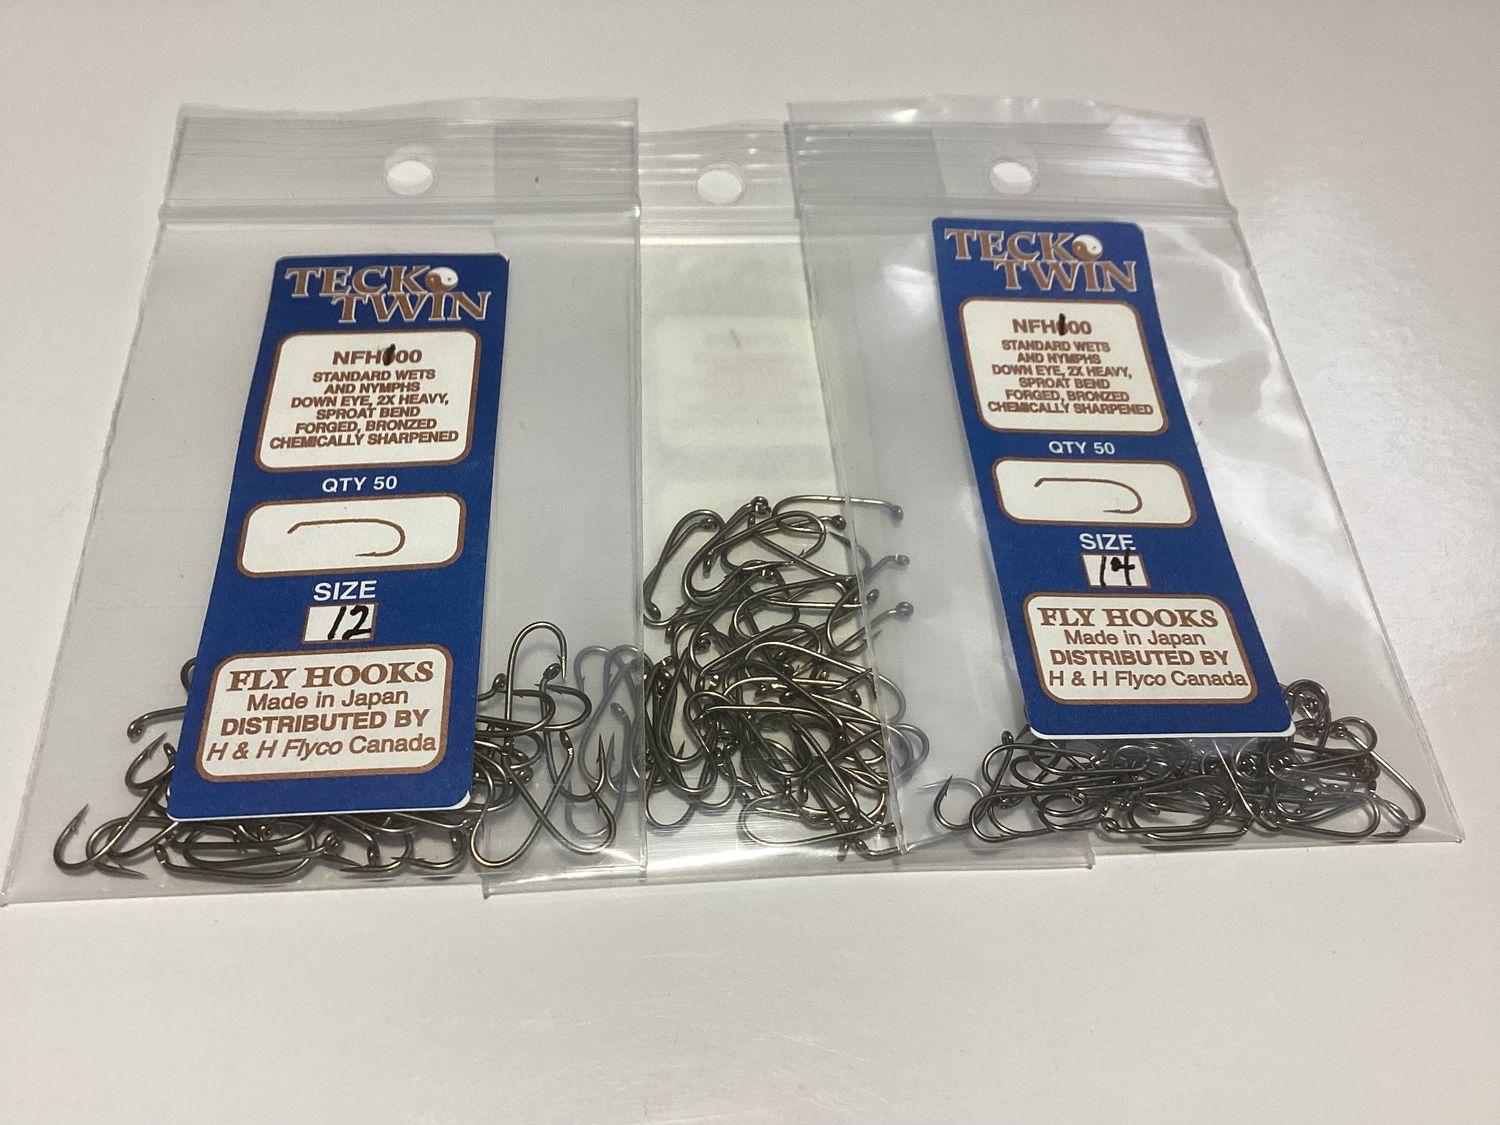 TECK
TWIN
NFH100
STANDARD WETS
AND NYMPHS
DOWN EYE, 2X HEAVY,
SPROAT BEND
FORGED, BRONZED
CHEMICALLY SHARPENED
QTY 50
SIZE
12
FLY HOOKS
Made in Japan
DISTRIBUTED BY
H & H Flyco Canada
TECK
TWIN
NFH100
STANDARD WETS
AND NYMPHS
DOWN EYE, 2X HEAVY,
SPROAT BEND
FORGED, BRONZED
CHEMICALLY SHARPENED
QTY 50
SIZE
14
FLY HOOKS
Made in Japan
DISTRIBUTED BY
H & H Flyco Canada